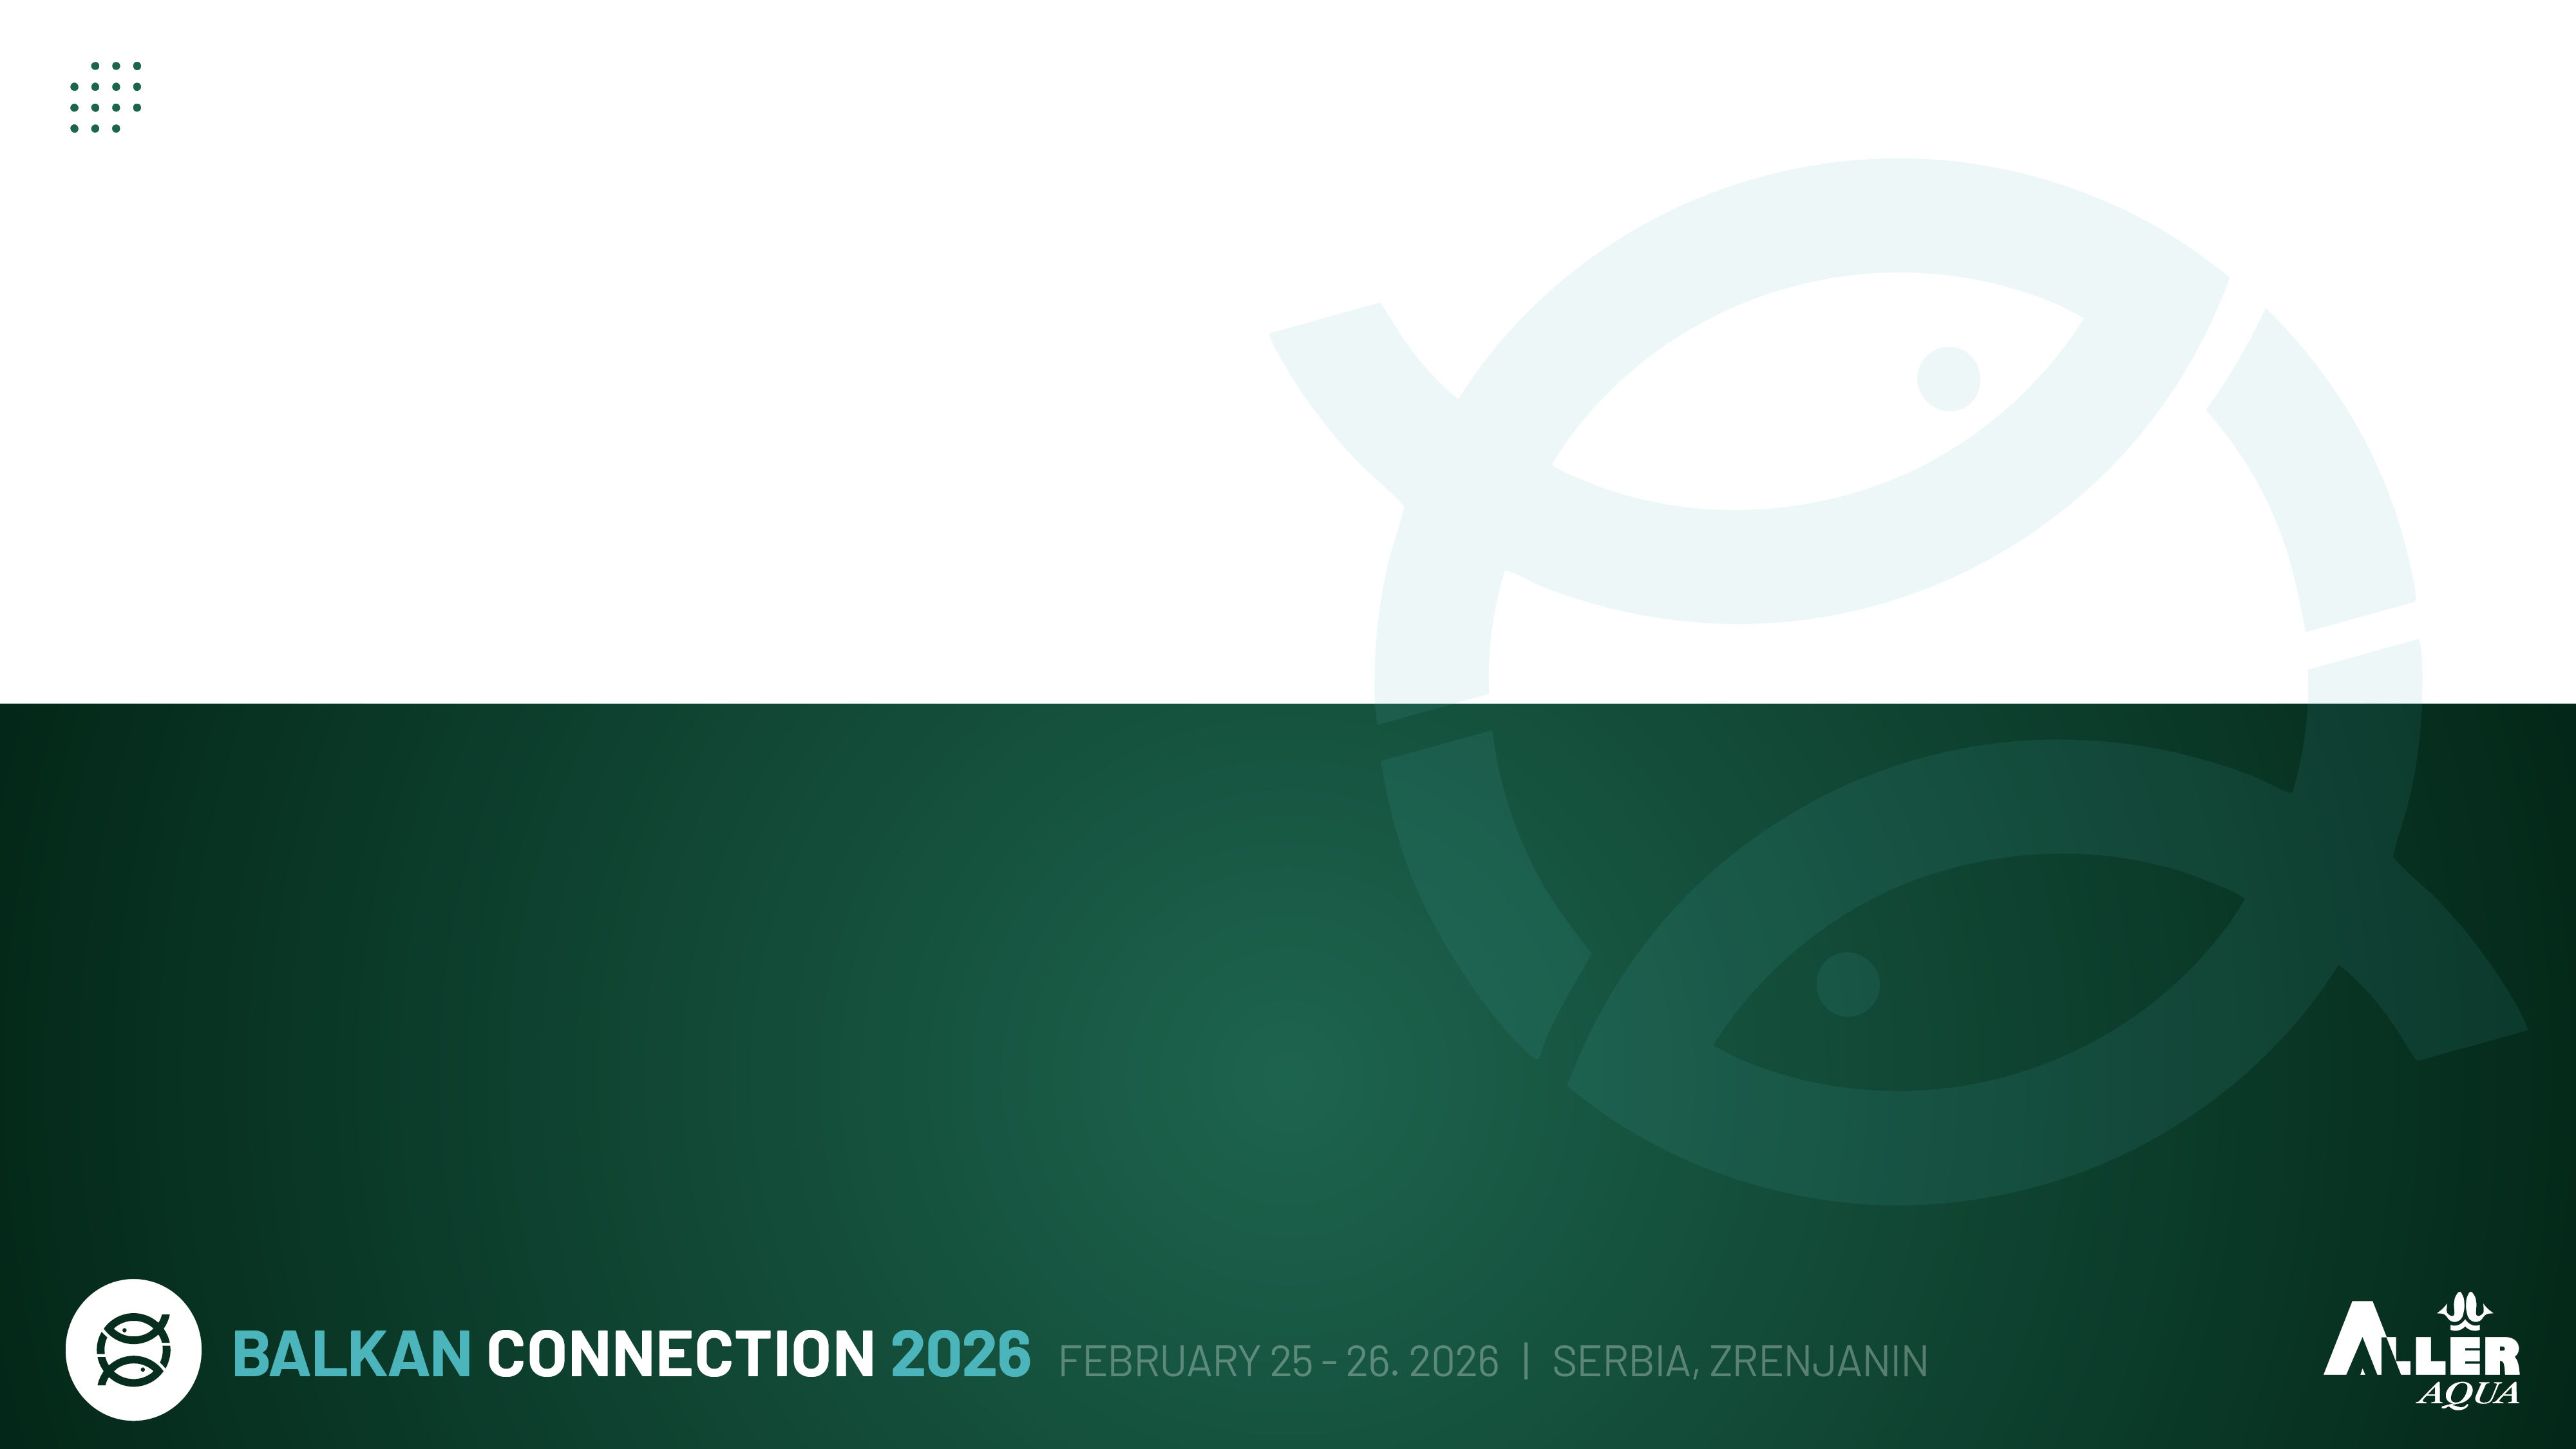 BALKAN CONNECTION 2026 FEBRUARY 25 - 26. 2026 | SERBIA, ZRENJANIN
ALLER
AQUA